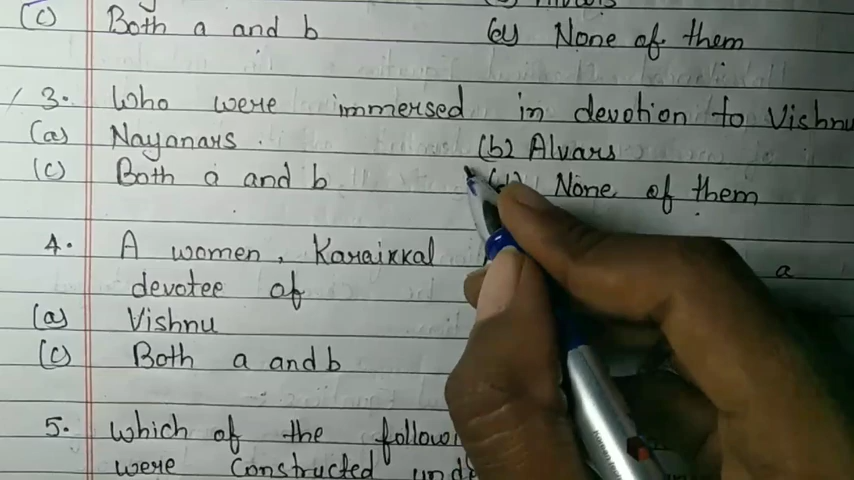 (c) Both a and b (d) None of them
3. Who were immersed in devotion to Vishnu
(a) Nayanars. (b) Alvars
(c) Both a and b (d) None of them
4. A women, Karaikkal a
devotee of
(a) Vishnu
(c) Both a and b
5. Which of the
were constructed